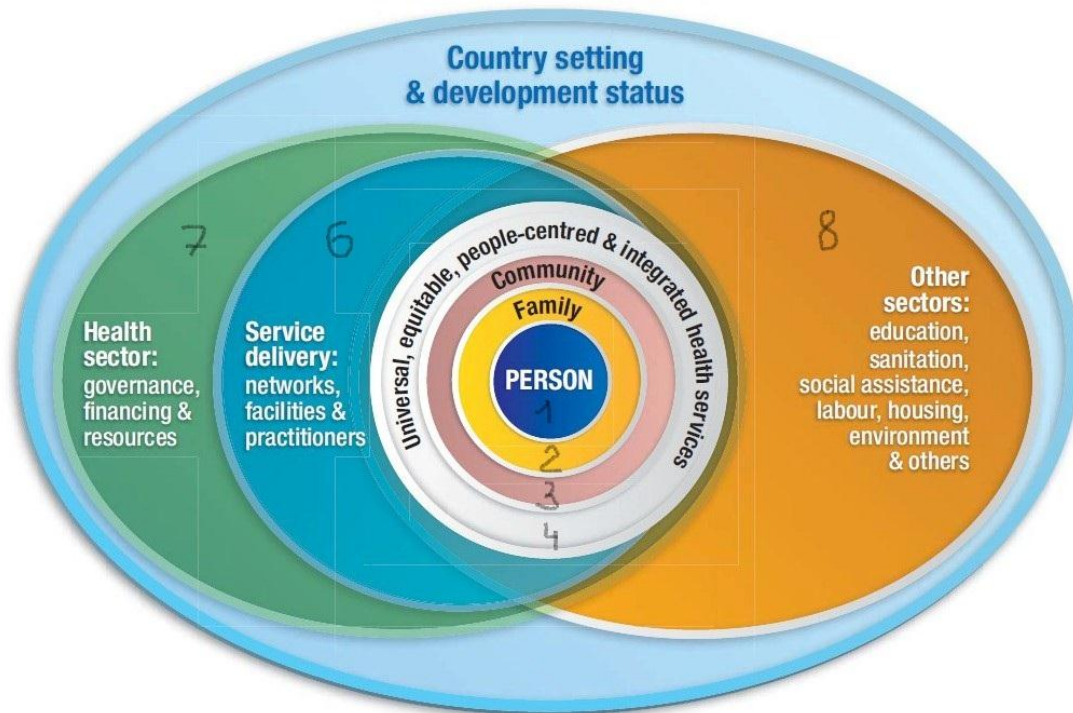 Country setting
& development status
7
6
8
Universal, equitable, people-centred & integrated health services
Community
Family
PERSON
1
2
3
4
Health
sector:
governance,
financing &
resources
Service
delivery:
networks,
facilities &
practitioners
Other
sectors:
education,
sanitation,
social assistance,
labour, housing,
environment
& others